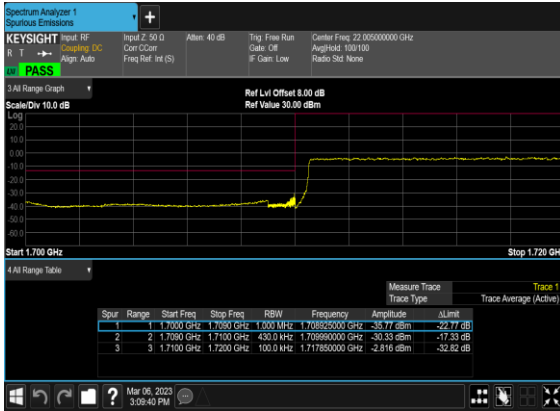 Spectrum Analyzer 1
Spurious Emissions
+
KEYSIGHT Input: RF Input Z: 50 Ω Atten: 40 dB Trig: Free Run Center Freq: 22.005000000 GHz
R T Coupling: DC Corr CCorr Gate: Off Avg|Hold: 100/100
Align: Auto Freq Ref: Int (S) IF Gain: Low Radio Std: None
PASS
3 All Range Graph
Ref Lvl Offset 8.00 dB
Scale/Div 10.0 dB Ref Value 30.00 dBm
Log
20.0
10.0
0.00
-10.0
-20.0
-30.0
-40.0
-50.0
-60.0
Start 1.700 GHz Stop 1.720 GH
4 All Range Table
Measure Trace Trace 1
Trace Type Trace Average (Active)
Spur Range Start Freq Stop Freq RBW Frequency Amplitude ΔLimit
1 1 1.7000 GHz 1.7090 GHz 1.000 MHz 1.708925000 GHz -35.77 dBm -22.77 dB
2 2 1.7090 GHz 1.7100 GHz 430.0 kHz 1.709990000 GHz -30.33 dBm -17.33 dB
3 3 1.7100 GHz 1.7200 GHz 100.0 kHz 1.717850000 GHz -2.816 dBm -32.82 dB
? Mar 06, 2023
3:09:40 PM